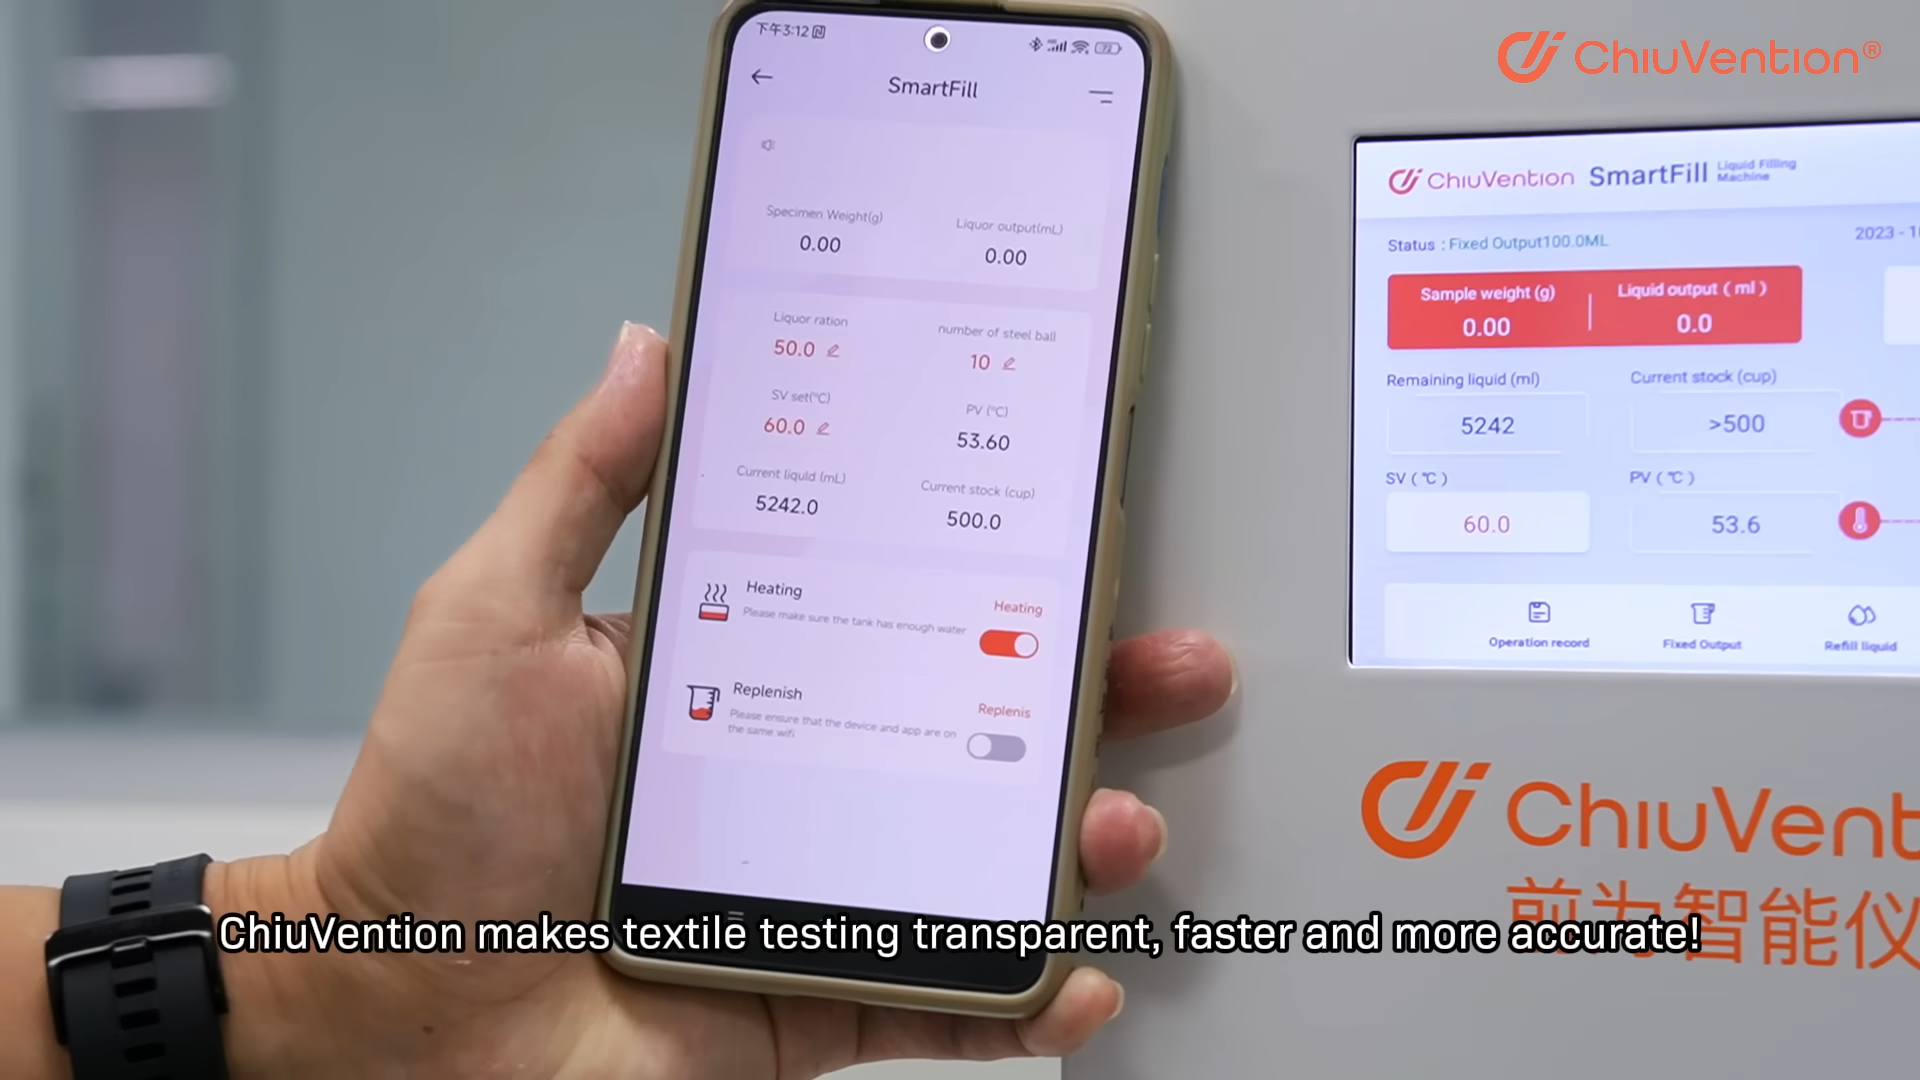 下午3:12
SmartFill
Specimen Weight(g)
0.00
Liquor output(mL)
0.00
Liquor ration
50.0
number of steel ball
10
SV set(℃)
60.0
PV (℃)
53.60
Current liquid (mL)
5242.0
Current stock (cup)
500.0
Heating
Please make sure the tank has enough water
Heating
Replenish
Please ensure that the device and app are on
the same wifi
Replenis
ChiuVention®
ChiuVention SmartFill Liquid Filling
Machine
Status : Fixed Output100.0ML
2023 - 1
Sample weight (g)
0.00
Liquid output ( ml )
0.0
Remaining liquid (ml)
5242
Current stock (cup)
>500
SV ( ℃ )
60.0
PV ( ℃ )
53.6
Operation record
Fixed Output
Refill liquid
ChiuVent
前为智能仪
ChiuVention makes textile testing transparent, faster and more accurate!